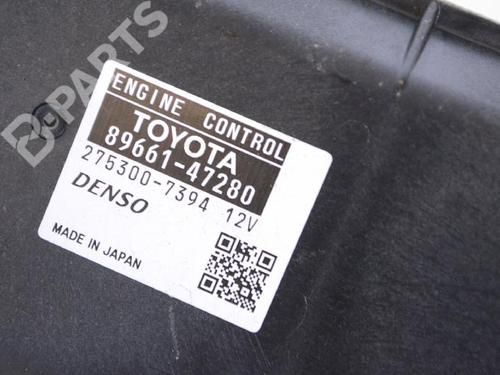 B-PARTS
ENGINE CONTROL
TOYOTA
89661-47280
275300-7394 12V
DENSO
MADE IN JAPAN